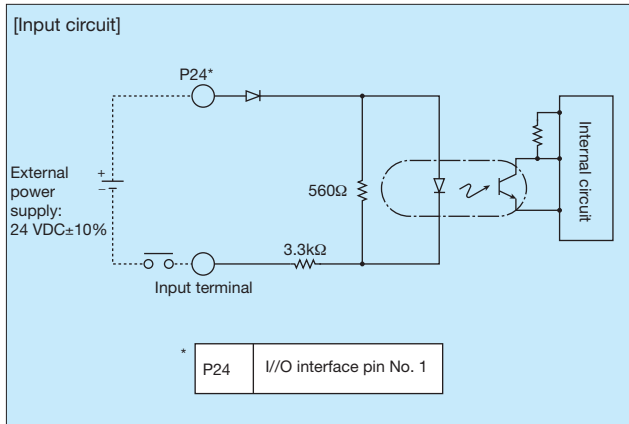 [Input circuit]
P24*
External
power
supply:
24 VDC±10%
+
−
560Ω
3.3kΩ
Input terminal
Internal circuit
*
P24
I//O interface pin No. 1